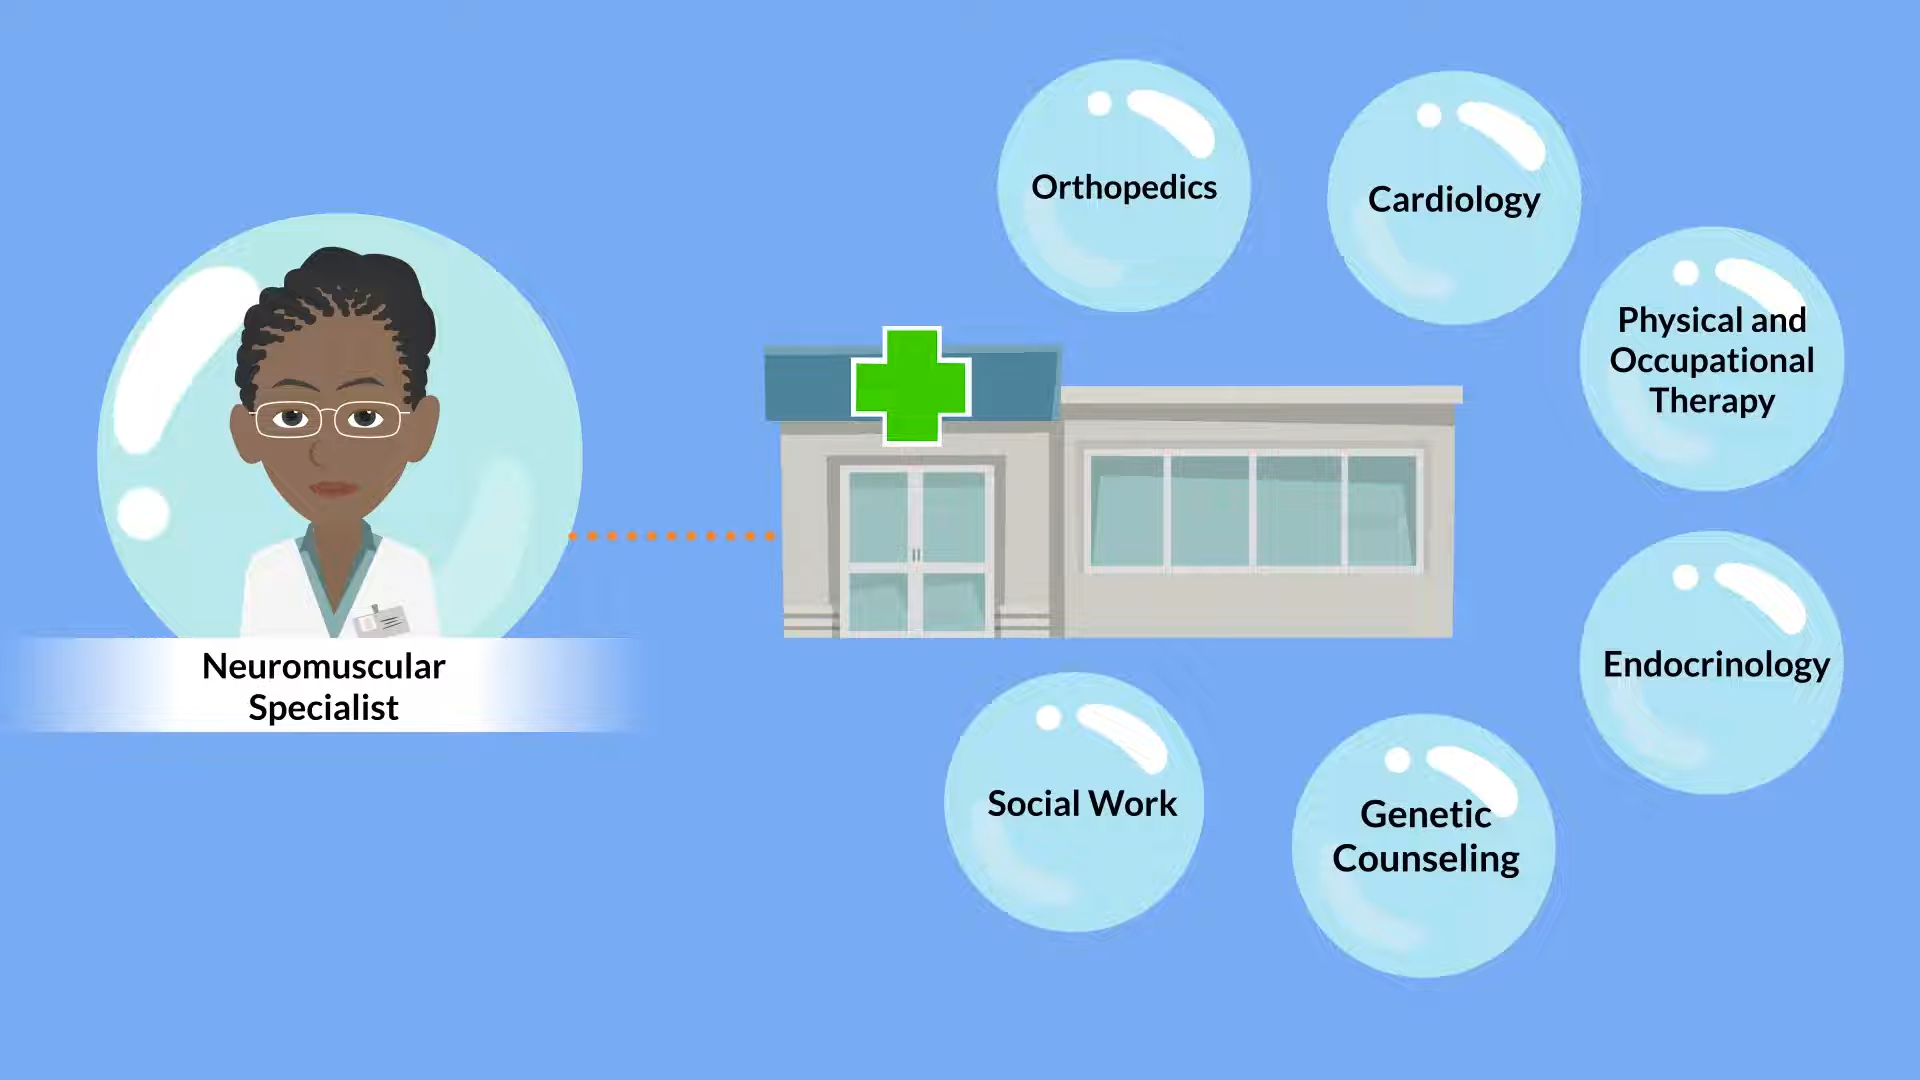 Orthopedics
Cardiology
Physical and
Occupational
Therapy
Endocrinology
Neuromuscular
Specialist
Social Work
Genetic
Counseling